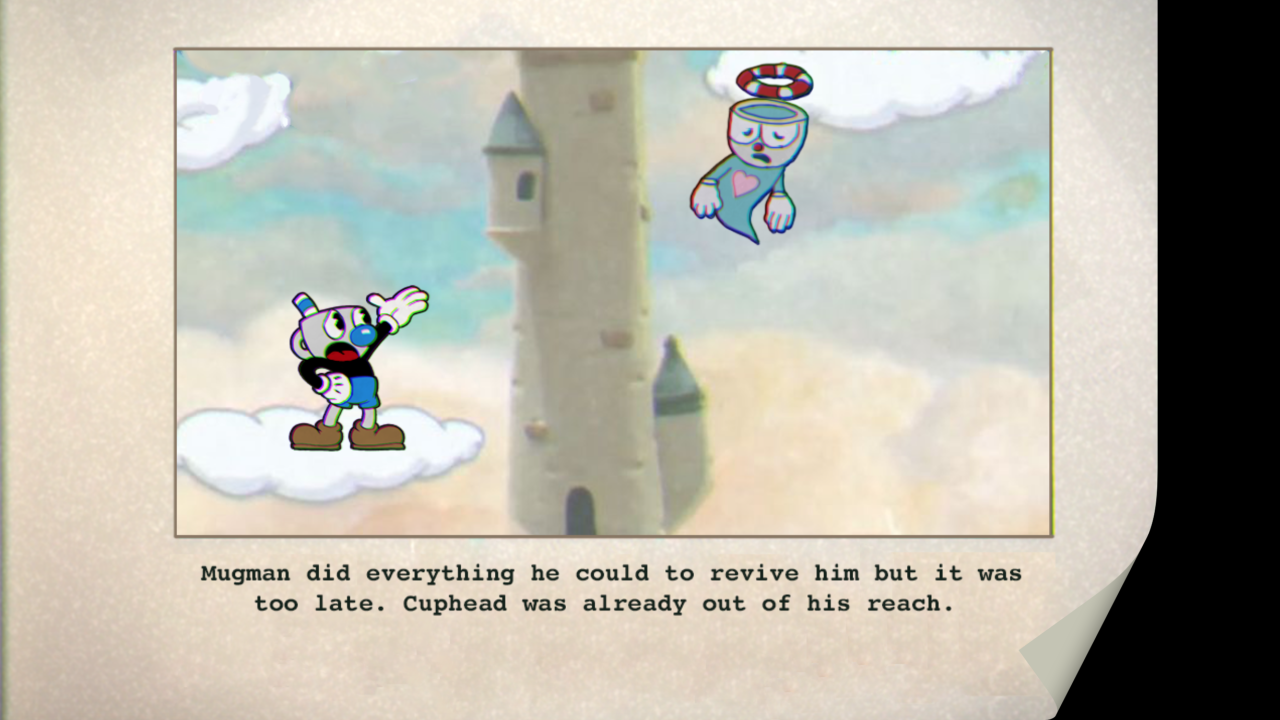 Mugman did everything he could to revive him but it was
too late. Cuphead was already out of his reach.